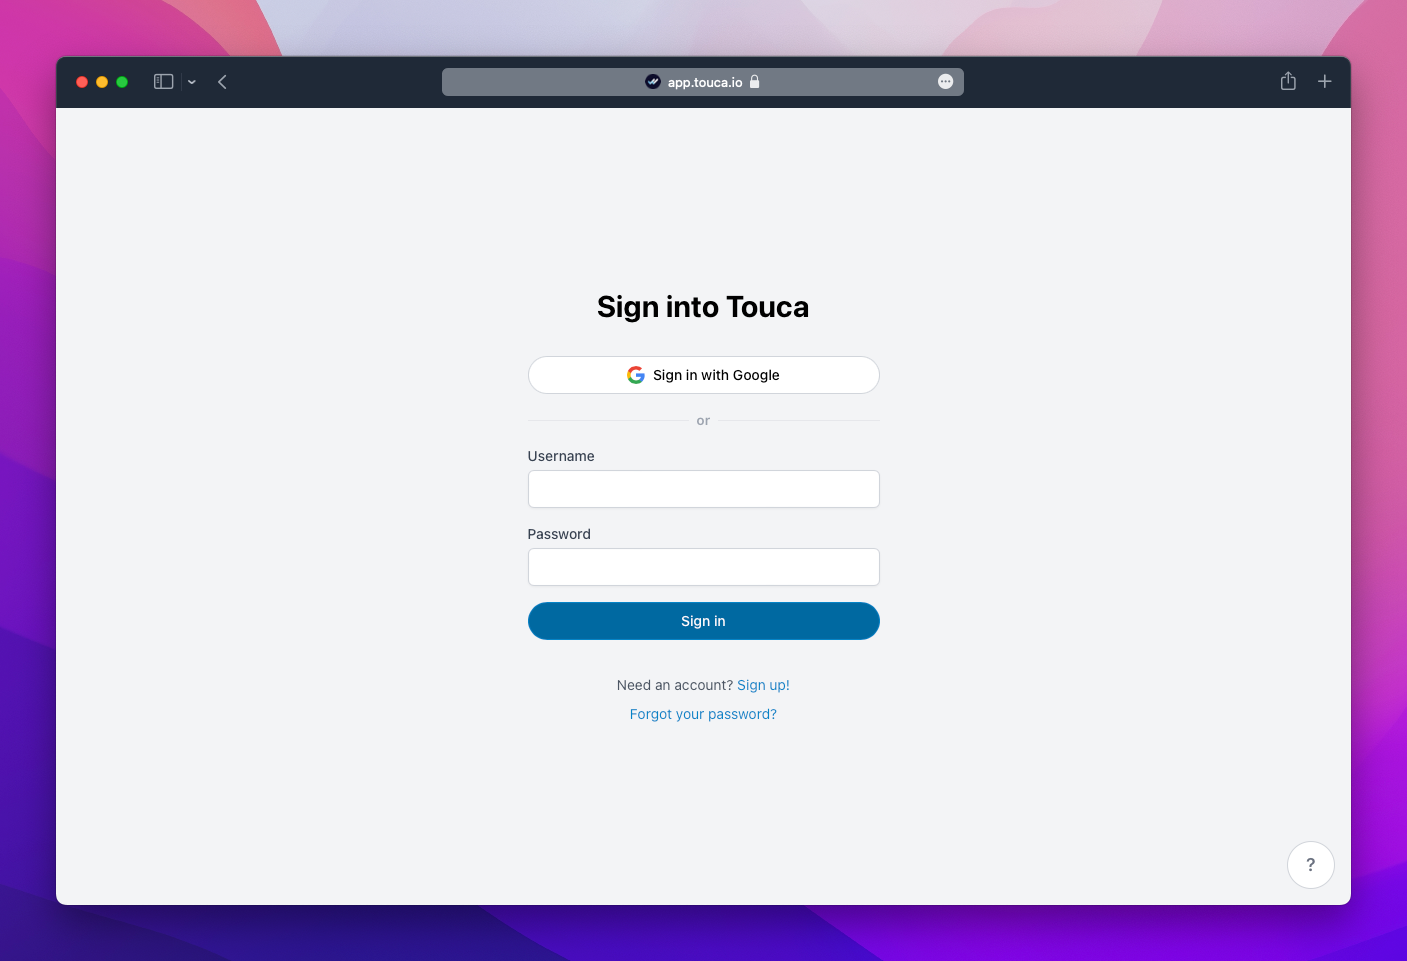 app.touca.io
Sign into Touca
Sign in with Google
or
Username
Password
Sign in
Need an account? Sign up!
Forgot your password?
?